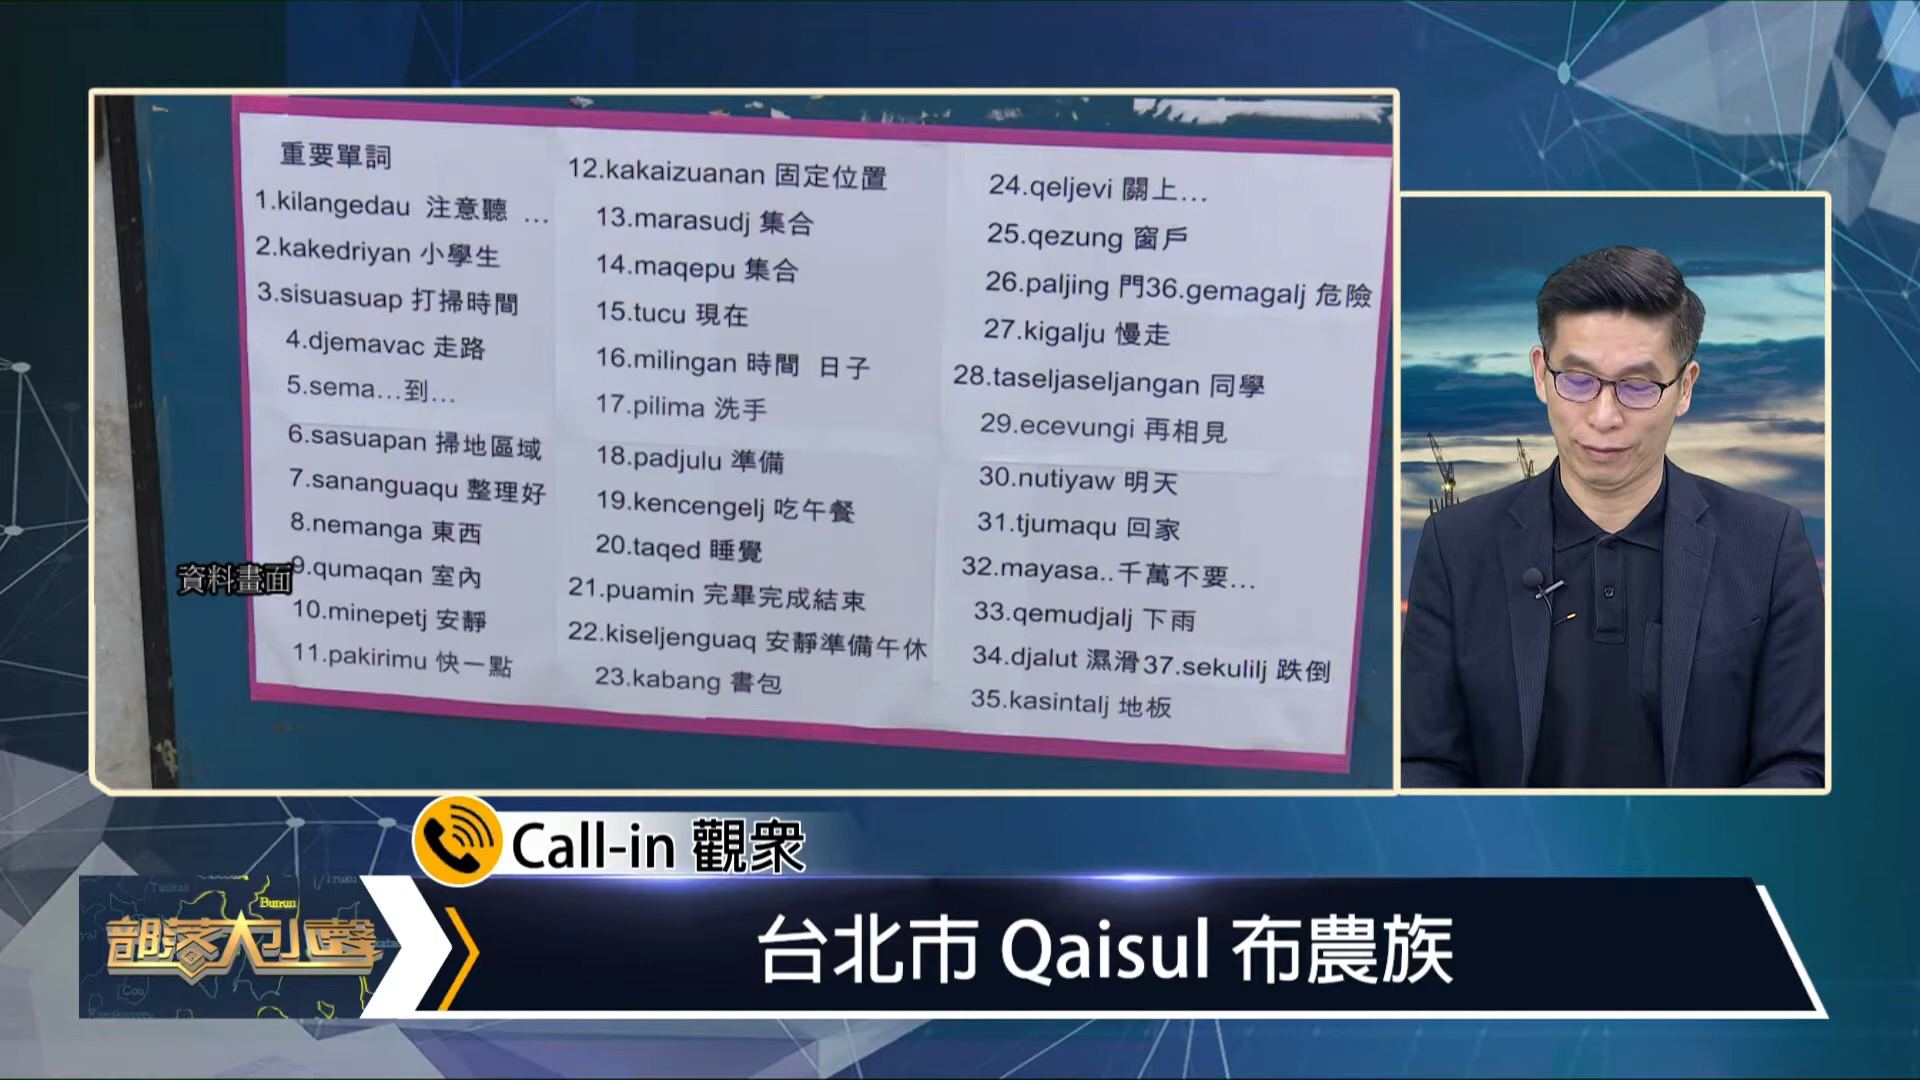 重要單詞
1.kilangedau 注意聽 ...
2.kakedriyan 小學生
3.sisuasuap 打掃時間
4.djemavac 走路
5.sema...到...
6.sasuapan 掃地區域
7.sananguaqu 整理好
8.nemanga 東西
9.qumaqan 室內
10.minepetj 安靜
11.pakirimu 快一點
12.kakaizuanan 固定位置
13.marasudj 集合
14.maqepu 集合
15.tucu 現在
16.milingan 時間 日子
17.pilima 洗手
18.padjulu 準備
19.kencengelj 吃午餐
20.taqed 睡覺
21.puamin 完畢完成結束
22.kiseljenguaq 安靜準備午休
23.kabang 書包
24.qeljevi 關上...
25.qezung 窗戶
26.paljing 門36.gemagalj 危險
27.kigalju 慢走
28.taseljaseljangan 同學
29.ecevungi 再相見
30.nutiyaw 明天
31.tjumaqu 回家
32.mayasa..千萬不要...
33.qemudjalj 下雨
34.djalut 濕滑37.sekulilj 跌倒
35.kasintalj 地板
資料畫面
Call-in 觀眾
Bunun
部落大小聲
台北市 Qaisul 布農族